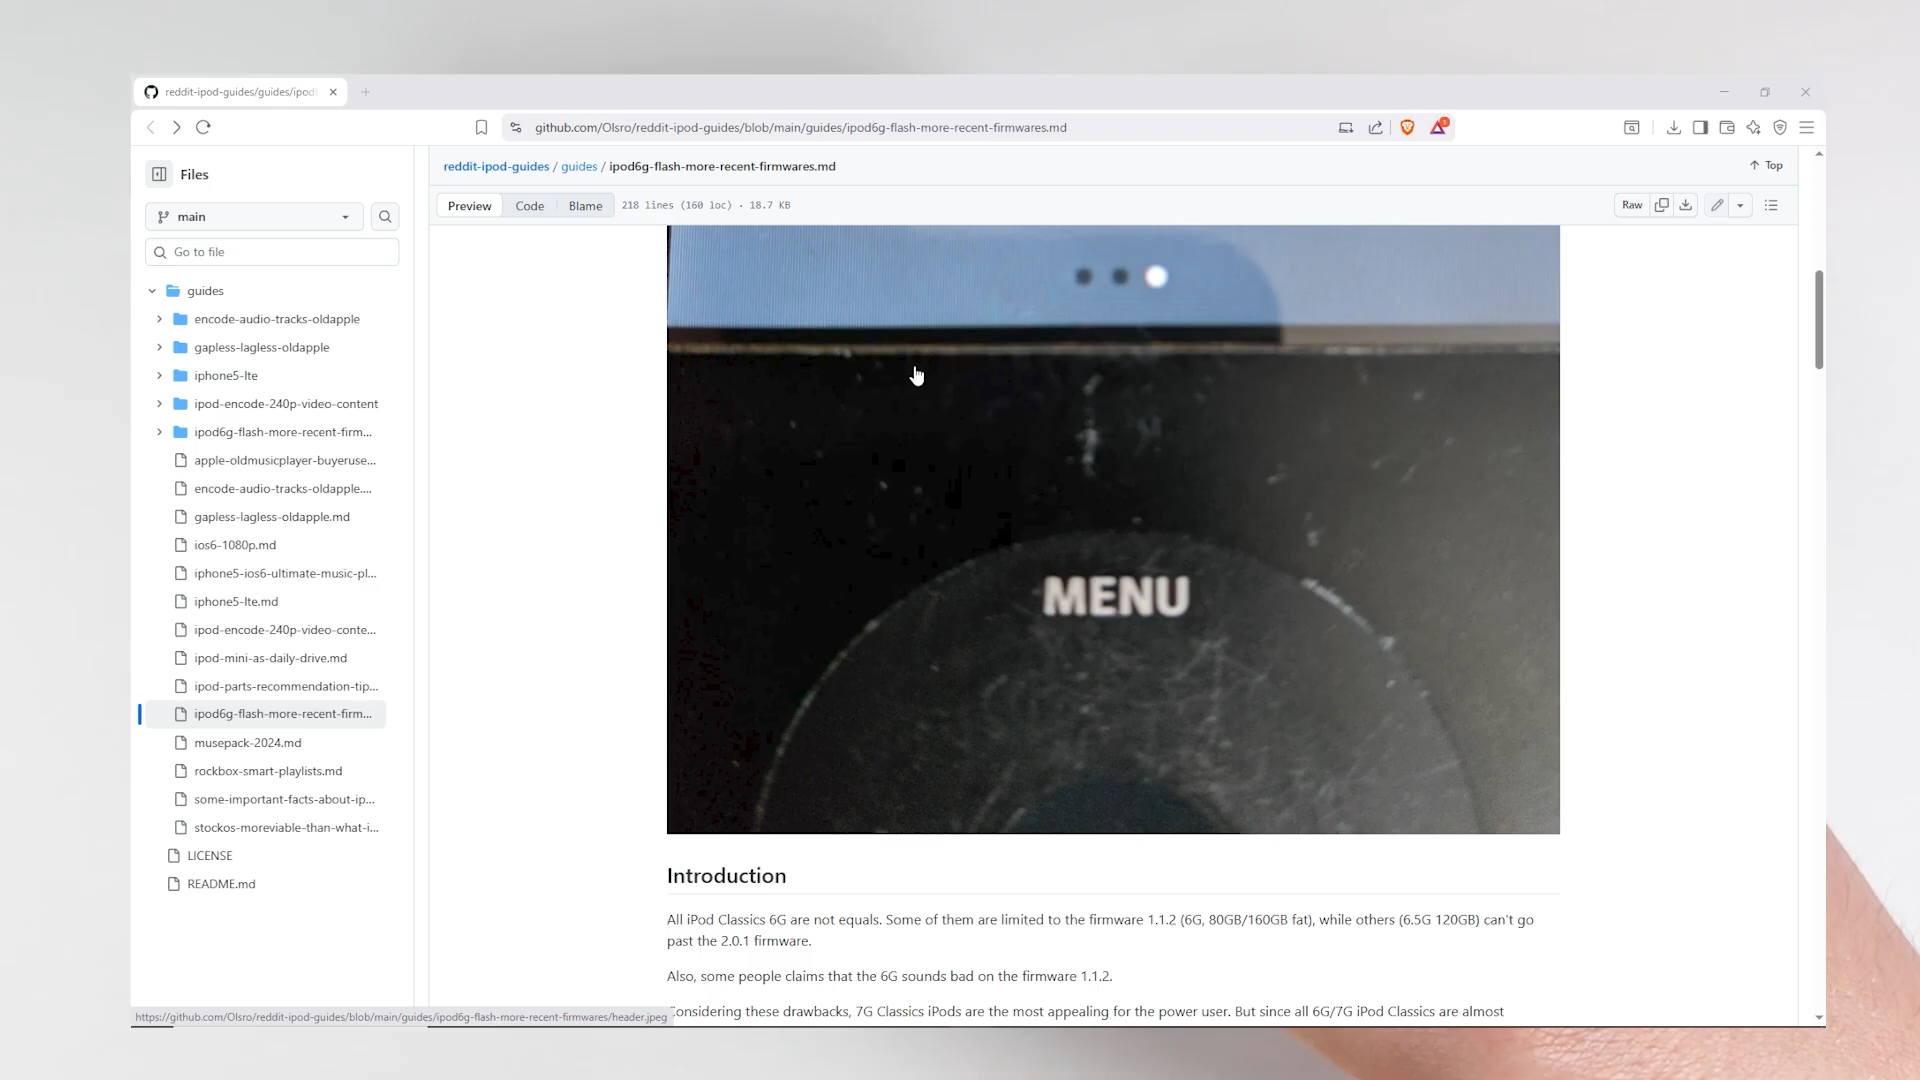 reddit-ipod-guides/guides/ipod
github.com/Olsro/reddit-ipod-guides/blob/main/guides/ipod6g-flash-more-recent-firmwares.md
Files
reddit-ipod-guides / guides / ipod6g-flash-more-recent-firmwares.md
Top
main
Preview
Code
Blame
218 lines (160 loc) · 18.7 KB
Raw
Go to file
guides
encode-audio-tracks-oldapple
gapless-lagless-oldapple
iphone5-lte
ipod-encode-240p-video-content
ipod6g-flash-more-recent-firm...
apple-oldmusicplayer-buyeruse...
encode-audio-tracks-oldapple....
gapless-lagless-oldapple.md
ios6-1080p.md
iphone5-ios6-ultimate-music-pl...
iphone5-lte.md
ipod-encode-240p-video-conte...
ipod-mini-as-daily-drive.md
ipod-parts-recommendation-tip...
ipod6g-flash-more-recent-firm...
musepack-2024.md
rockbox-smart-playlists.md
some-important-facts-about-ip...
stockos-moreviable-than-what-i...
LICENSE
README.md
MENU
Introduction
All iPod Classics 6G are not equals. Some of them are limited to the firmware 1.1.2 (6G, 80GB/160GB fat), while others (6.5G 120GB) can't go
past the 2.0.1 firmware.
Also, some people claims that the 6G sounds bad on the firmware 1.1.2.
onsidering these drawbacks, 7G Classics iPods are the most appealing for the power user. But since all 6G/7G iPod Classics are almost
https://github.com/Olsro/reddit-ipod-guides/blob/main/guides/ipod6g-flash-more-recent-firmwares/header.jpeg